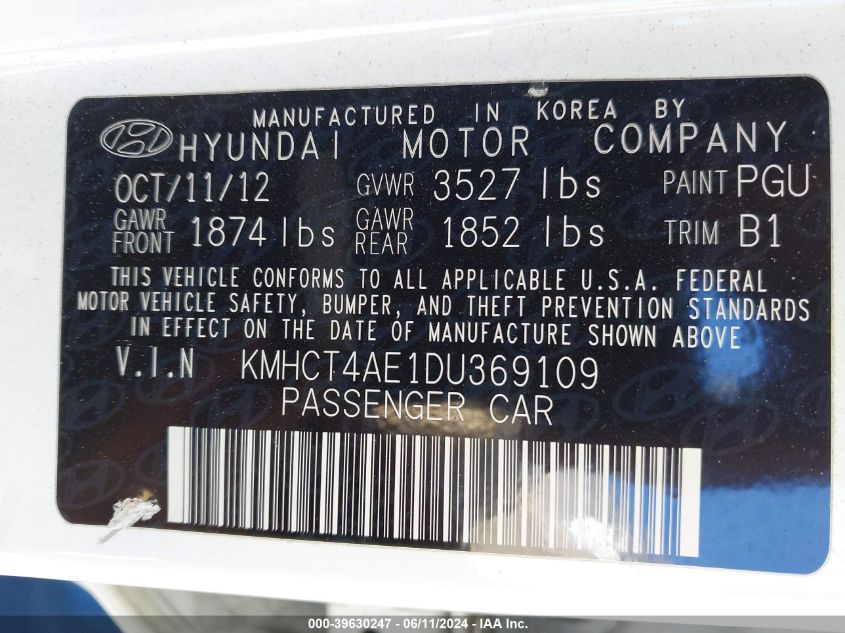 MANUFACTURED IN KOREA BY
HYUNDAI MOTOR COMPANY
OCT/11/12 GVWR 3527 lbs PAINT PGU
GAWR FRONT 1874 lbs GAWR REAR 1852 lbs TRIM B1
THIS VEHICLE CONFORMS TO ALL APPLICABLE U.S.A. FEDERAL
MOTOR VEHICLE SAFETY, BUMPER, AND THEFT PREVENTION STANDARDS
IN EFFECT ON THE DATE OF MANUFACTURE SHOWN ABOVE
V.I.N KMHCT4AE1DU369109
PASSENGER CAR
000-39630247 - 06/11/2024 - IAA Inc.